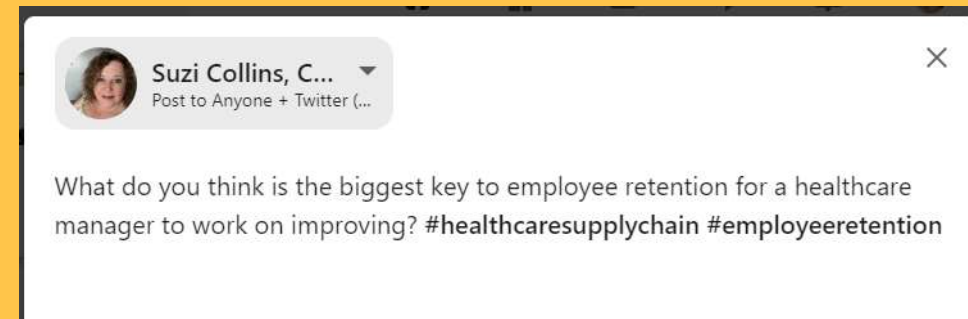 Suzi Collins, C...
Post to Anyone + Twitter (...
What do you think is the biggest key to employee retention for a healthcare
manager to work on improving? #healthcaresupplychain #employeeretention